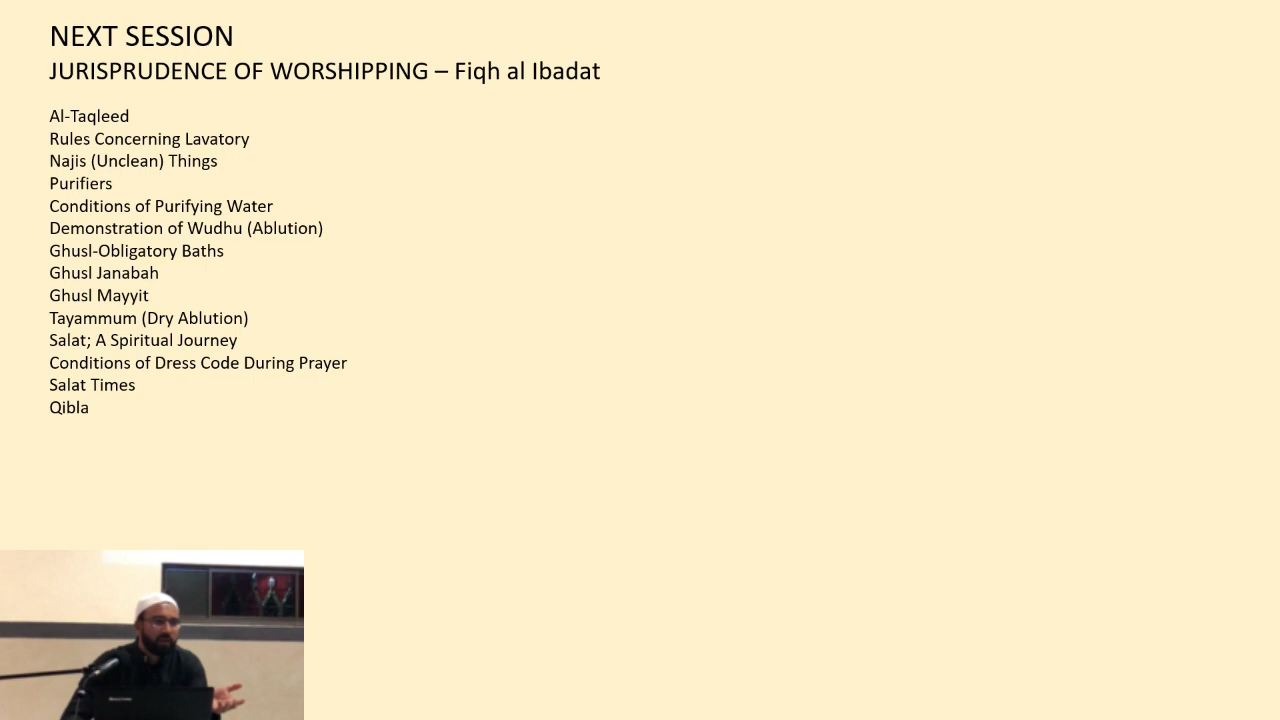 NEXT SESSION
JURISPRUDENCE OF WORSHIPPING – Fiqh al Ibadat
Al-Taqleed
Rules Concerning Lavatory
Najis (Unclean) Things
Purifiers
Conditions of Purifying Water
Demonstration of Wudhu (Ablution)
Ghusl-Obligatory Baths
Ghusl Janabah
Ghusl Mayyit
Tayammum (Dry Ablution)
Salat; A Spiritual Journey
Conditions of Dress Code During Prayer
Salat Times
Qibla